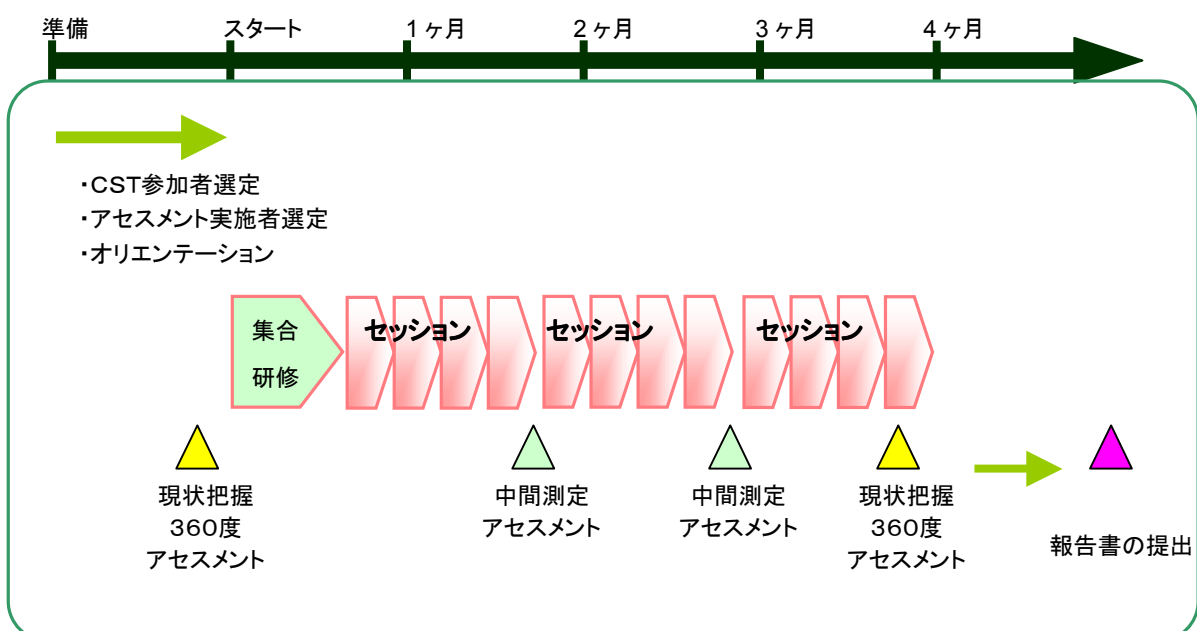 準備
スタート
1ヶ月
2ヶ月
3ヶ月
4ヶ月
・CST参加者選定
・アセスメント実施者選定
・オリエンテーション
集合
研修
セッション
セッション
セッション
現状把握
360度
アセスメント
中間測定
アセスメント
中間測定
アセスメント
現状把握
360度
アセスメント
報告書の提出